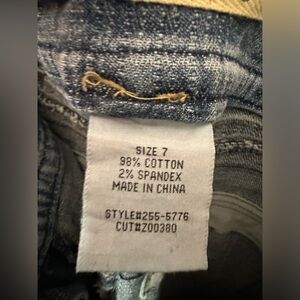 SIZE 7
98% COTTON
2% SPANDEX
MADE IN CHINA
STYLE#255-5776
CUT#Z00380